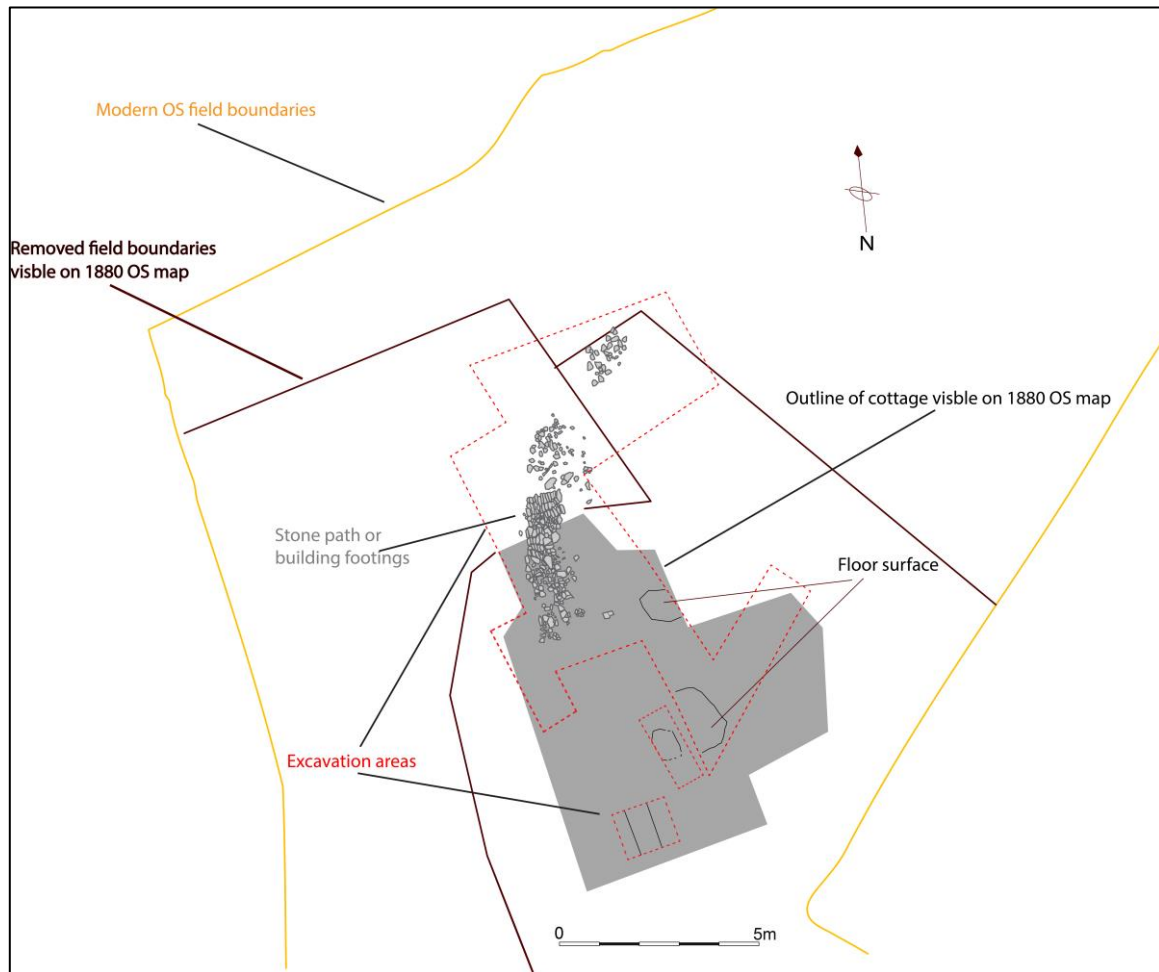 Modern OS field boundaries
N
Removed field boundaries
visble on 1880 OS map
Outline of cottage visble on 1880 OS map
Stone path or
building footings
Floor surface
Excavation areas
0
5m